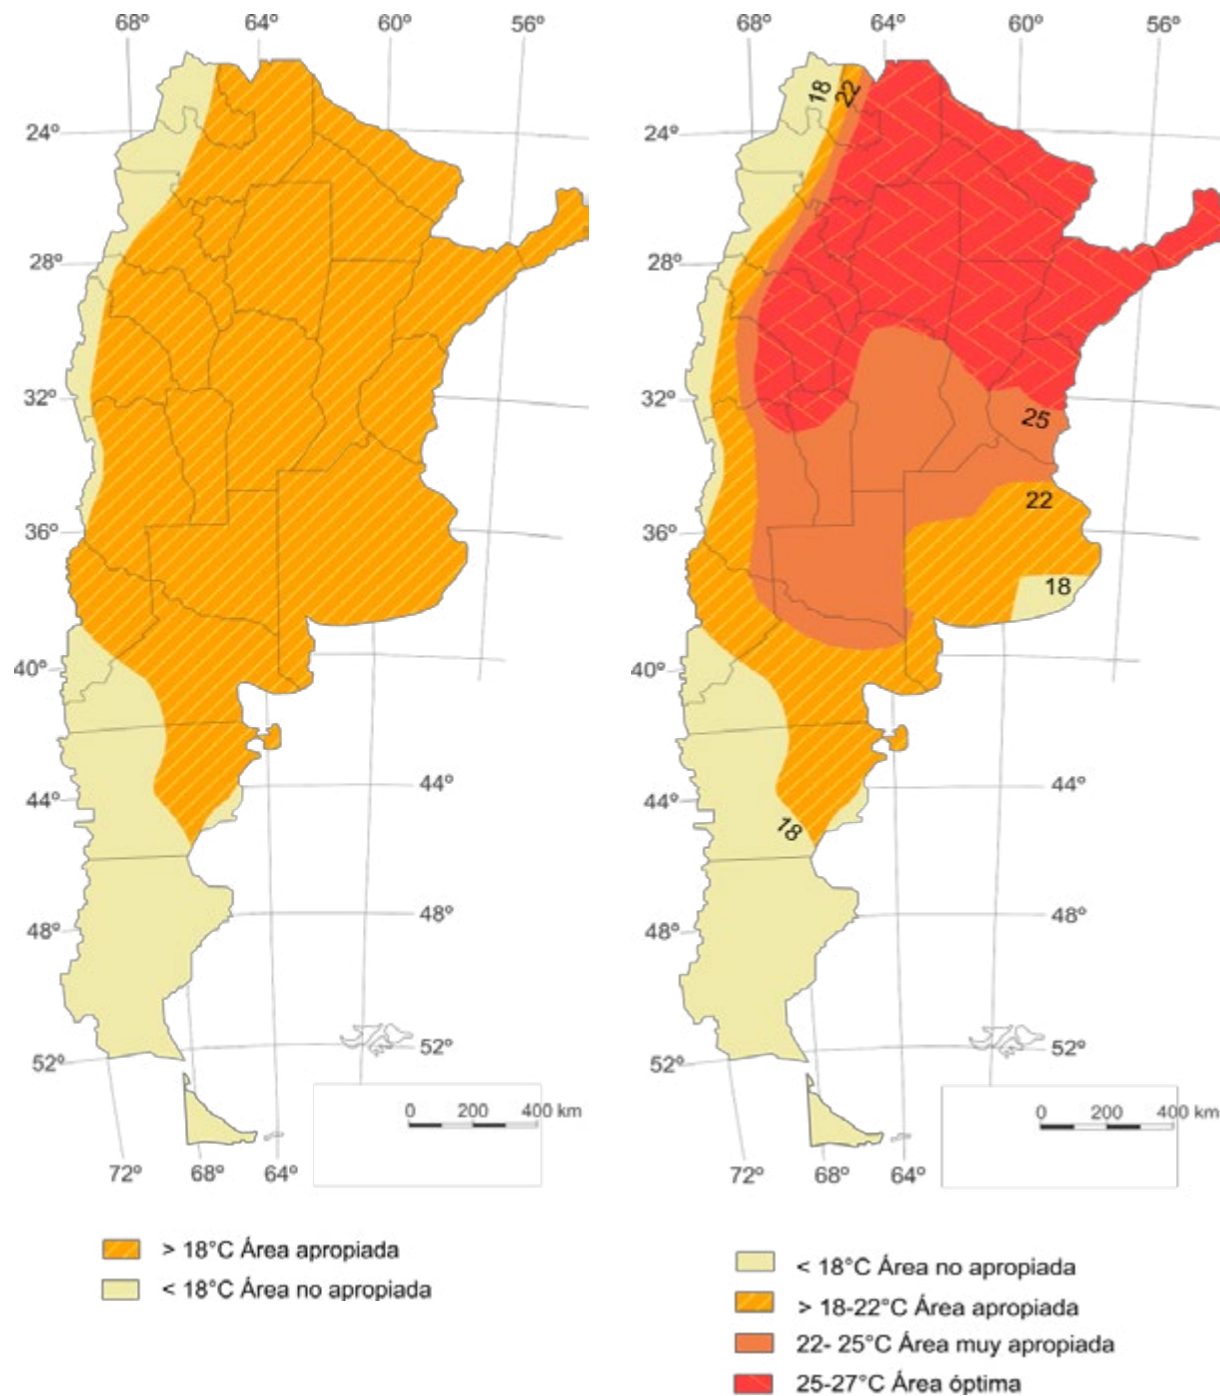 68º 64º 60º 56º
24º
28º
32º
36º
40º
44º
44º
48º
48º
52º
52º
0 200 400 km
72º 68º 64º
> 18°C Área apropiada
< 18°C Área no apropiada
68º 64º 60º 56º
18 22
24º
28º
32º
25
22
36º
18
40º
44º
44º
18
48º
48º
52º
52º
0 200 400 km
72º 68º 64º
< 18°C Área no apropiada
> 18-22°C Área apropiada
22- 25°C Área muy apropiada
25-27°C Área óptima